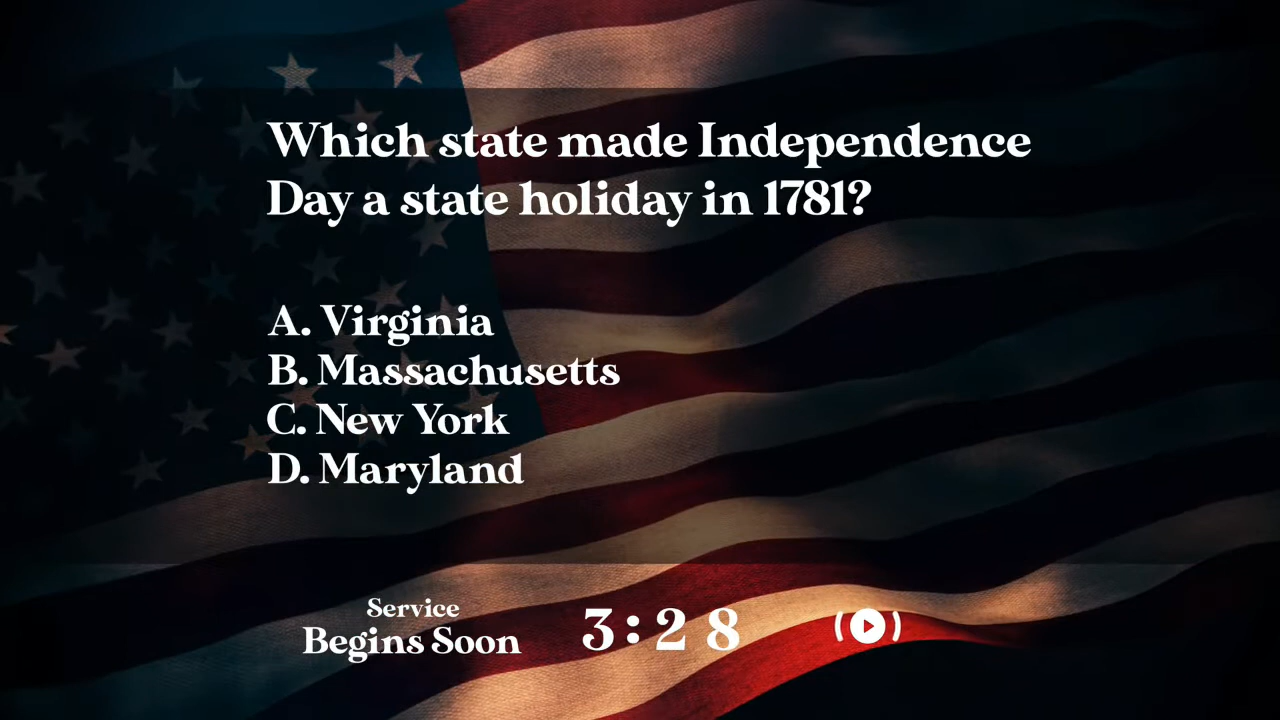 Which state made Independence
Day a state holiday in 1781?
A. Virginia
B. Massachusetts
C. New York
D. Maryland
Service
Begins Soon
3:28